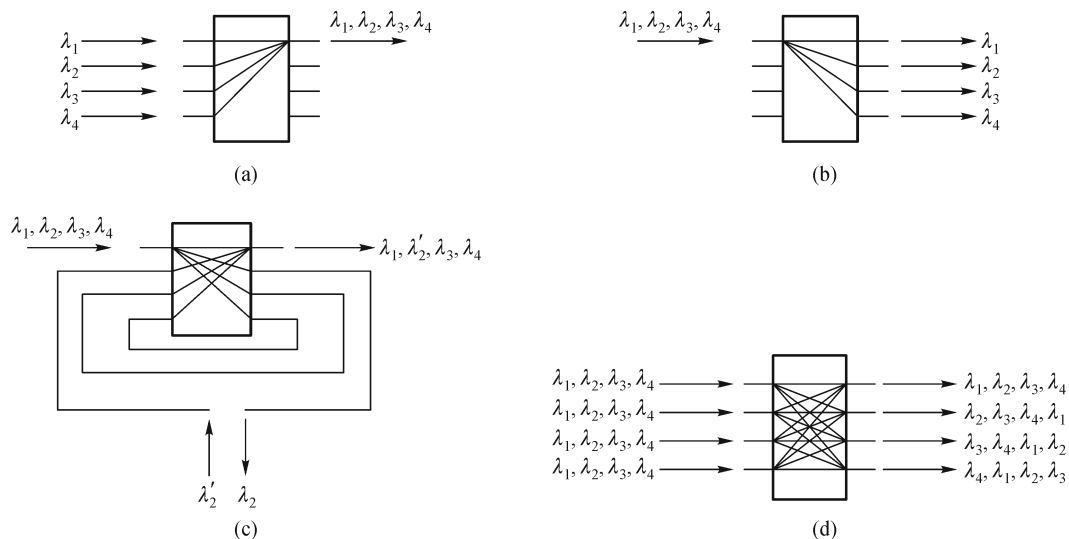 λ₁
λ₂
λ₃
λ₄
λ₁, λ₂, λ₃, λ₄
(a)
λ₁, λ₂, λ₃, λ₄
λ₁
λ₂
λ₃
λ₄
(b)
λ₁, λ₂, λ₃, λ₄
λ₁, λ₂′, λ₃, λ₄
λ₂′
λ₂
(c)
λ₁, λ₂, λ₃, λ₄
λ₁, λ₂, λ₃, λ₄
λ₁, λ₂, λ₃, λ₄
λ₁, λ₂, λ₃, λ₄
λ₁, λ₂, λ₃, λ₄
λ₂, λ₃, λ₄, λ₁
λ₃, λ₄, λ₁, λ₂
λ₄, λ₁, λ₂, λ₃
(d)